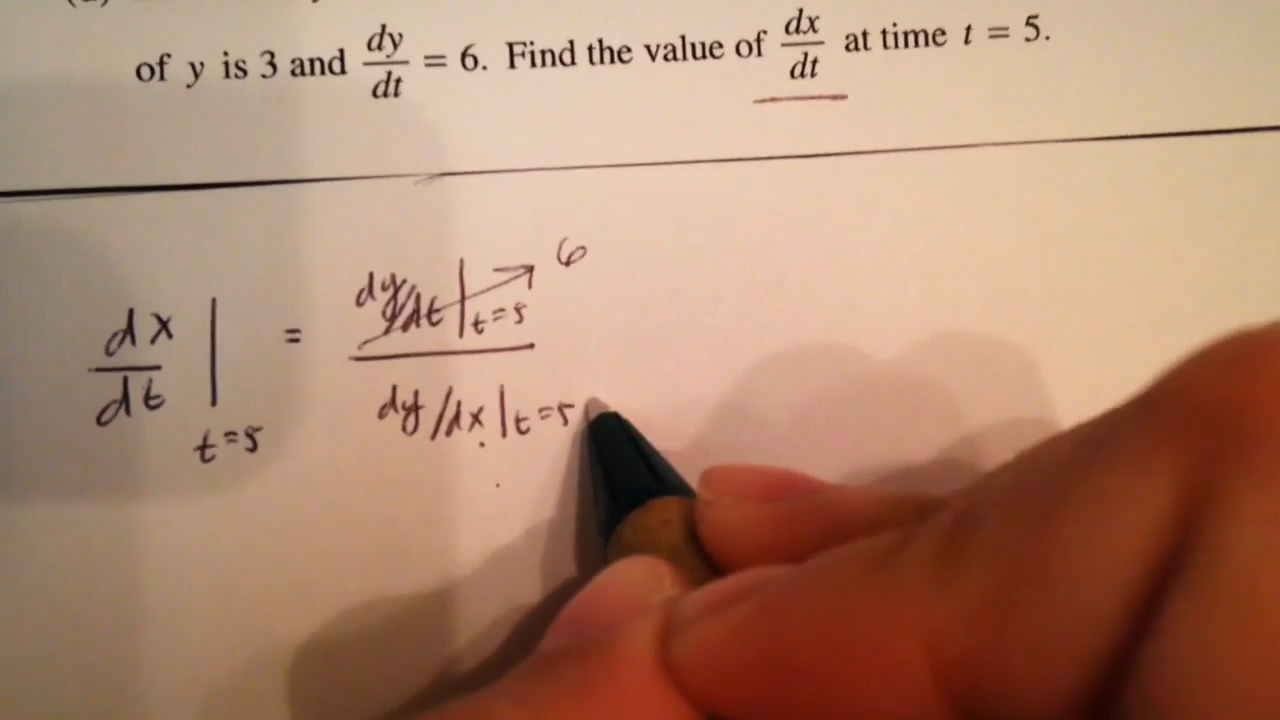 of y is 3 and dy/dt = 6. Find the value of dx/dt at time t = 5.
dx/dt | t=5 = dy/dt | t=5 → 6
dy/dx | t=5